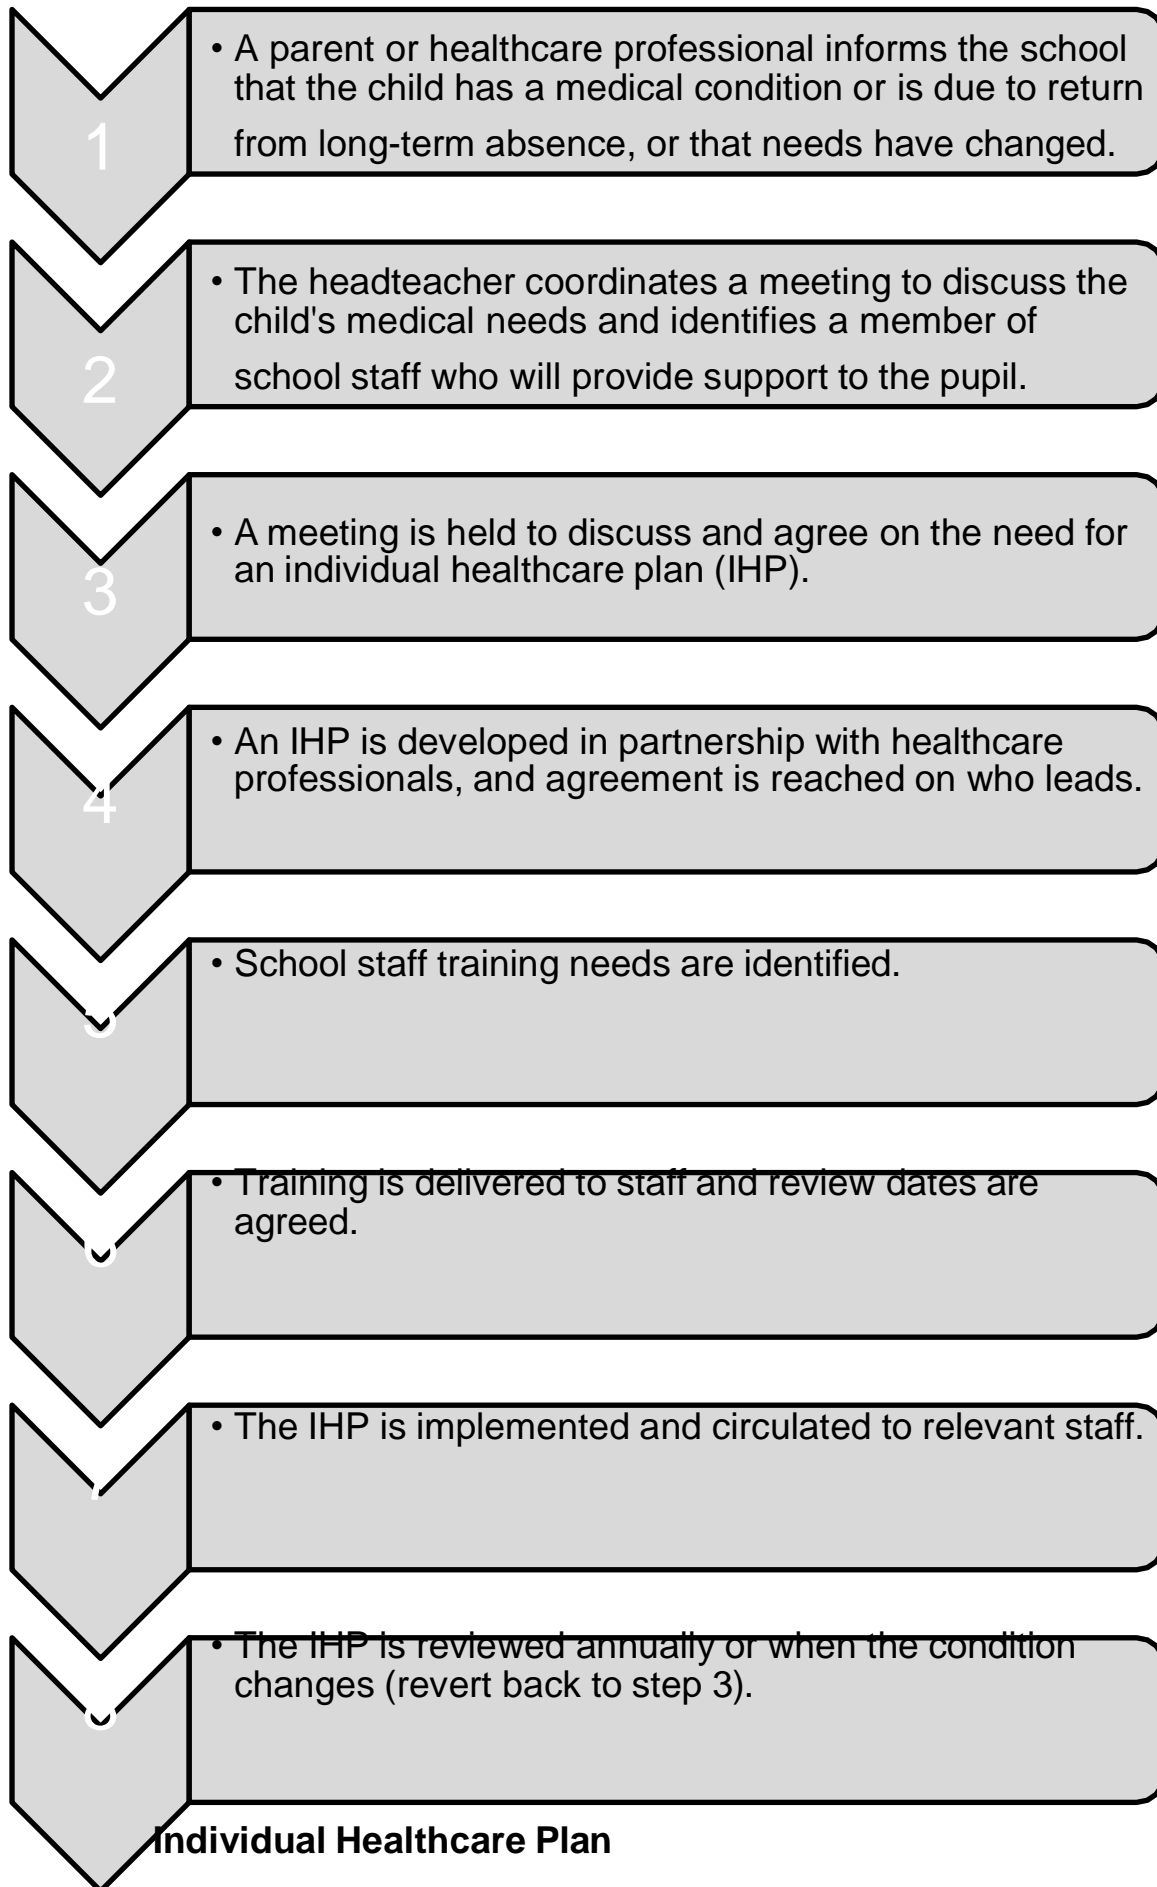 1
• A parent or healthcare professional informs the school
that the child has a medical condition or is due to return
from long-term absence, or that needs have changed.
2
• The headteacher coordinates a meeting to discuss the
child's medical needs and identifies a member of
school staff who will provide support to the pupil.
3
• A meeting is held to discuss and agree on the need for
an individual healthcare plan (IHP).
4
• An IHP is developed in partnership with healthcare
professionals, and agreement is reached on who leads.
• School staff training needs are identified.
• Training is delivered to staff and review dates are
agreed.
• The IHP is implemented and circulated to relevant staff.
• The IHP is reviewed annually or when the condition
changes (revert back to step 3).
Individual Healthcare Plan